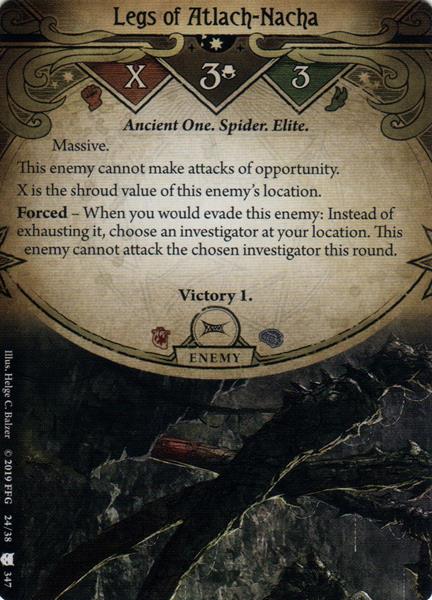 Legs of Atlach-Nacha
X 3 3
Ancient One. Spider. Elite.
Massive.
This enemy cannot make attacks of opportunity.
X is the shroud value of this enemy's location.
Forced – When you would evade this enemy: Instead of
exhausting it, choose an investigator at your location. This
enemy cannot attack the chosen investigator this round.
Victory 1.
ENEMY
Illus. Helge C. Balzer © 2019 FFG 24/38 347